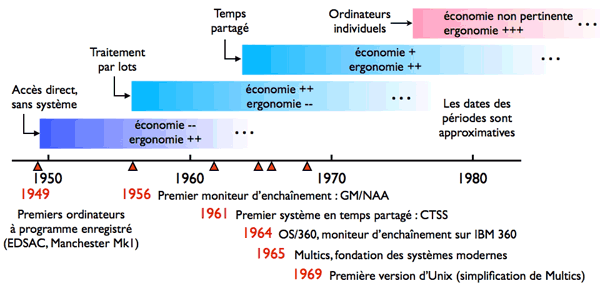 Ordinateurs
individuels
économie non pertinente
ergonomie +++
Temps
partagé
économie +
ergonomie ++
Traitement
par lots
économie ++
ergonomie --
Accès direct,
sans système
économie --
ergonomie ++
Les dates des
périodes sont
approximatives
1950 1960 1970 1980
1949
Premiers ordinateurs
à programme enregistré
(EDSAC, Manchester Mk1)
1956 Premier moniteur d'enchaînement : GM/NAA
1961 Premier système en temps partagé : CTSS
1964 OS/360, moniteur d'enchaînement sur IBM 360
1965 Multics, fondation des systèmes modernes
1969 Première version d'Unix (simplification de Multics)